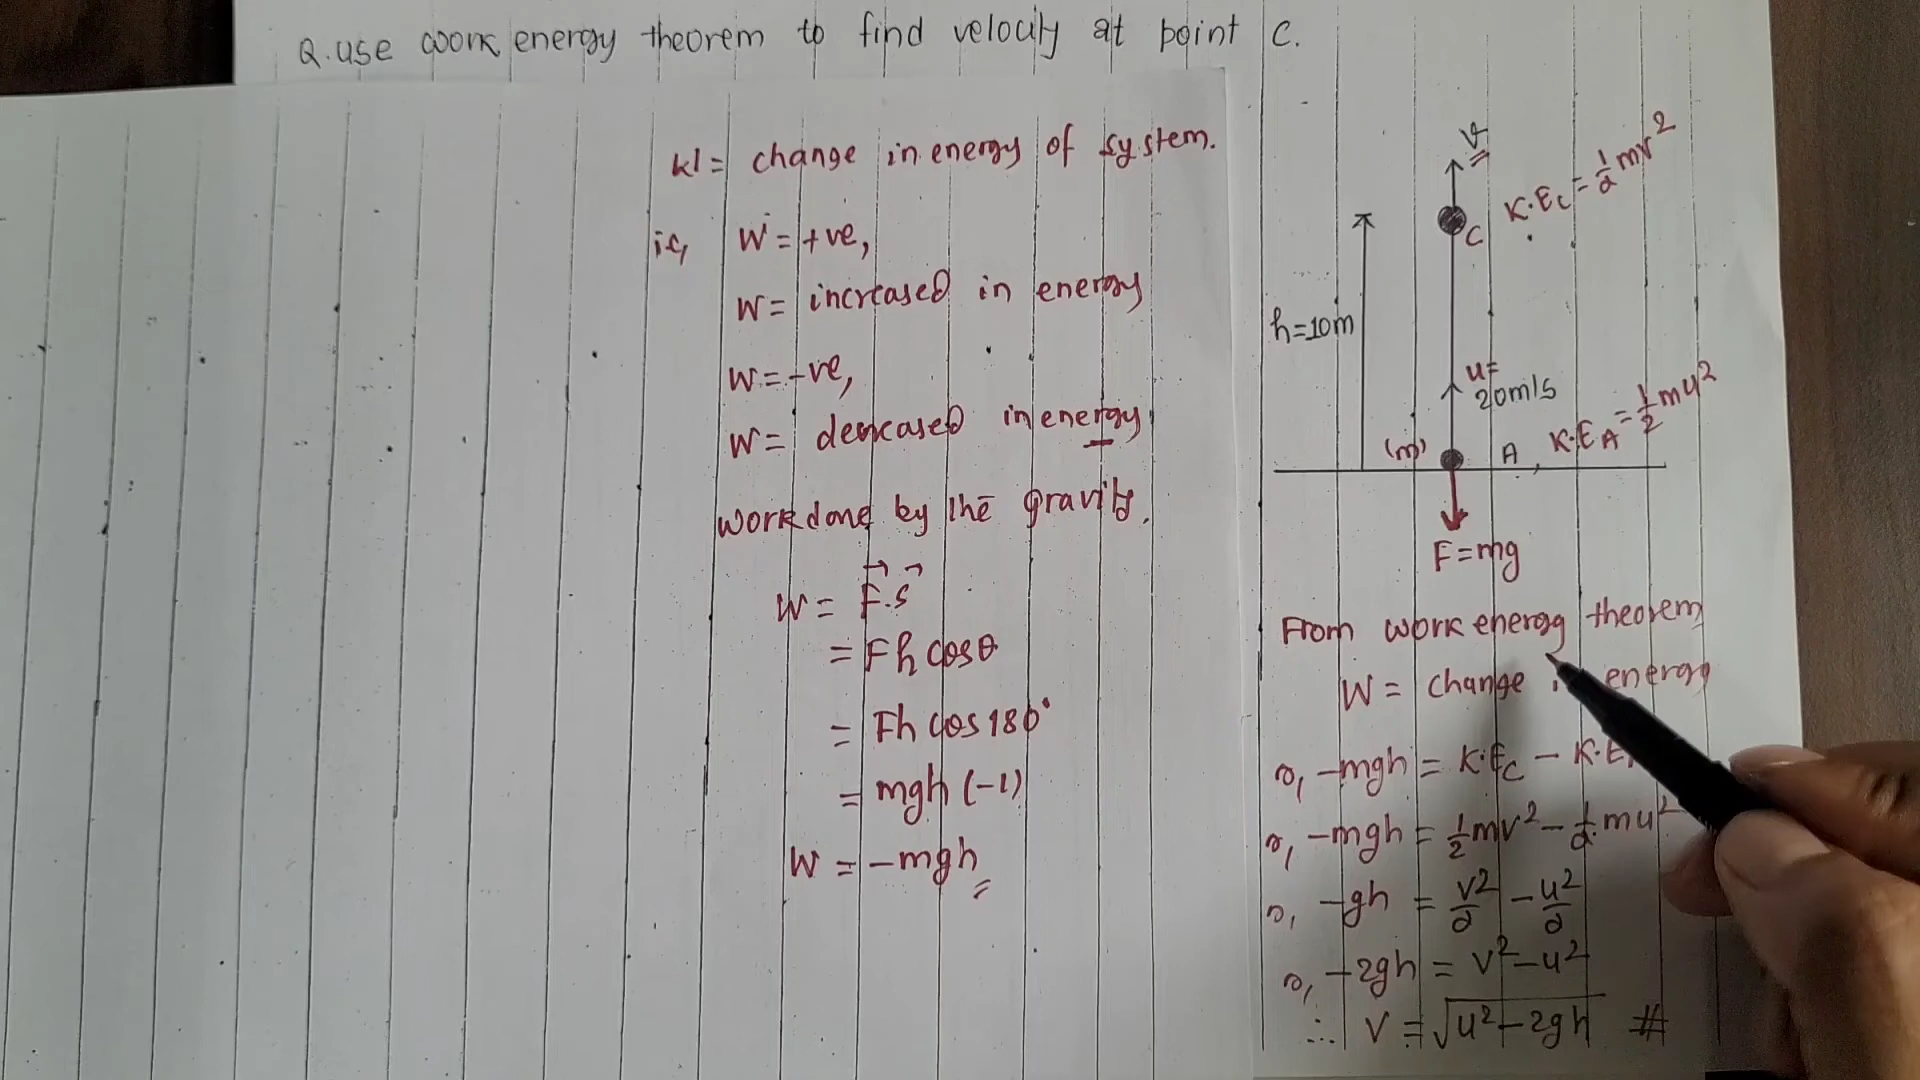 Q. use work energy theorem to find velocity at point C.
W = change in energy of system.
if, W = +ve,
W = increased in energy
W = -ve,
W = decreased in energy
workdone by the gravity.
W = F.s
= Fh cosθ
= Fh cos 180°
= mgh (-1)
W = -mgh
v
C
K.E_C = 1/2 mv²
h=10m
u=
20m/s
(m)
A, K.E_A = 1/2 mu²
F=mg
From work energy theorem
W = change energy
or, -mgh = K.E_C - K.E
or, -mgh = 1/2 mv² - 1/2 mu²
or, -gh = v²/2 - u²/2
or, -2gh = v² - u²
∴ V = √u² - 2gh #